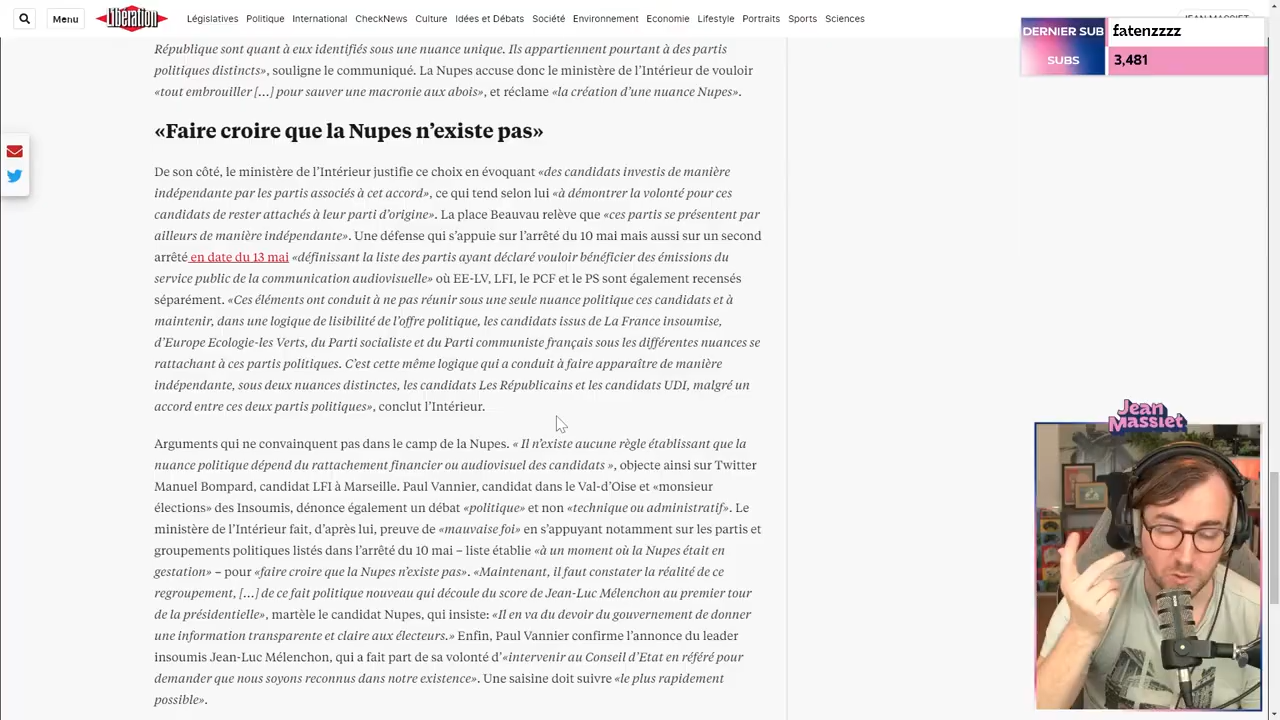 Menu
Libération
Législatives Politique International CheckNews Culture Idées et Débats Société Environnement Economie Lifestyle Portraits Sports Sciences
JEAN MASSIET
DERNIER SUB
fatenzzzz
SUBS
3,481
République sont quant à eux identifiés sous une nuance unique. Ils appartiennent pourtant à des partis
politiques distincts», souligne le communiqué. La Nupes accuse donc le ministère de l’Intérieur de vouloir
«tout embrouiller […] pour sauver une macronie aux abois», et réclame «la création d’une nuance Nupes».
«Faire croire que la Nupes n’existe pas»
De son côté, le ministère de l’Intérieur justifie ce choix en évoquant «des candidats investis de manière
indépendante par les partis associés à cet accord», ce qui tend selon lui «à démontrer la volonté pour ces
candidats de rester attachés à leur parti d’origine». La place Beauvau relève que «ces partis se présentent par
ailleurs de manière indépendante». Une défense qui s’appuie sur l’arrêté du 10 mai mais aussi sur un second
arrêté en date du 13 mai «définissant la liste des partis ayant déclaré vouloir bénéficier des émissions du
service public de la communication audiovisuelle» où EE-LV, LFI, le PCF et le PS sont également recensés
séparément. «Ces éléments ont conduit à ne pas réunir sous une seule nuance politique ces candidats et à
maintenir, dans une logique de lisibilité de l’offre politique, les candidats issus de La France insoumise,
d’Europe Ecologie-les Verts, du Parti socialiste et du Parti communiste français sous les différentes nuances se
rattachant à ces partis politiques. C’est cette même logique qui a conduit à faire apparaître de manière
indépendante, sous deux nuances distinctes, les candidats Les Républicains et les candidats UDI, malgré un
accord entre ces deux partis politiques», conclut l’Intérieur.
Arguments qui ne convainquent pas dans le camp de la Nupes. « Il n’existe aucune règle établissant que la
nuance politique dépend du rattachement financier ou audiovisuel des candidats », objecte ainsi sur Twitter
Manuel Bompard, candidat LFI à Marseille. Paul Vannier, candidat dans le Val-d’Oise et «monsieur
élections» des Insoumis, dénonce également un débat «politique» et non «technique ou administratif». Le
ministère de l’Intérieur fait, d’après lui, preuve de «mauvaise foi» en s’appuyant notamment sur les partis et
groupements politiques listés dans l’arrêté du 10 mai – liste établie «à un moment où la Nupes était en
gestation» – pour «faire croire que la Nupes n’existe pas». «Maintenant, il faut constater la réalité de ce
regroupement, […] de ce fait politique nouveau qui découle du score de Jean-Luc Mélenchon au premier tour
de la présidentielle», martèle le candidat Nupes, qui insiste: «Il en va du devoir du gouvernement de donner
une information transparente et claire aux électeurs.» Enfin, Paul Vannier confirme l’annonce du leader
insoumis Jean-Luc Mélenchon, qui a fait part de sa volonté d’«intervenir au Conseil d’Etat en référé pour
demander que nous soyons reconnus dans notre existence». Une saisine doit suivre «le plus rapidement
possible».
Jean
Massiet